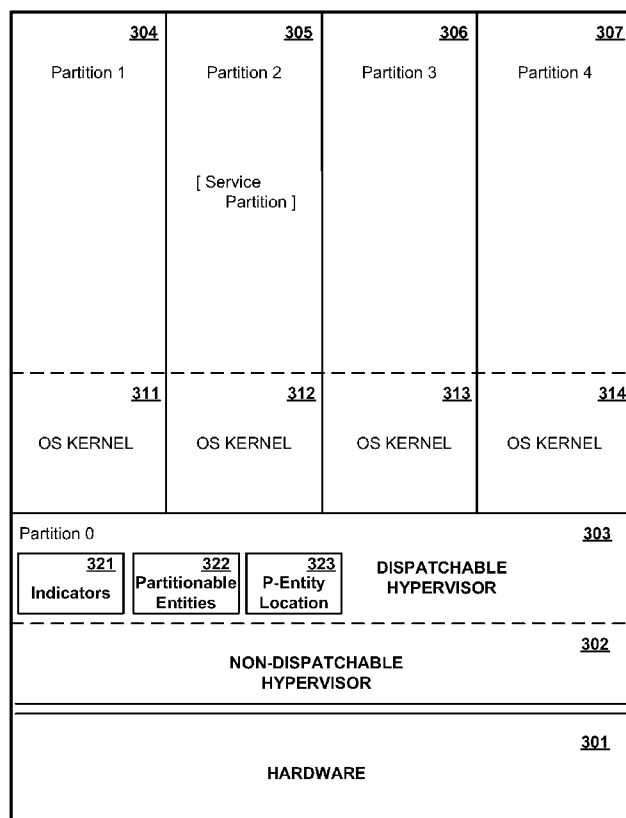 304 305 306 307
Partition 1 Partition 2 Partition 3 Partition 4
[ Service
Partition ]
311 312 313 314
OS KERNEL OS KERNEL OS KERNEL OS KERNEL
Partition 0 303
321 322 323
Indicators Partitionable Entities P-Entity Location
DISPATCHABLE
HYPERVISOR
302
NON-DISPATCHABLE
HYPERVISOR
301
HARDWARE